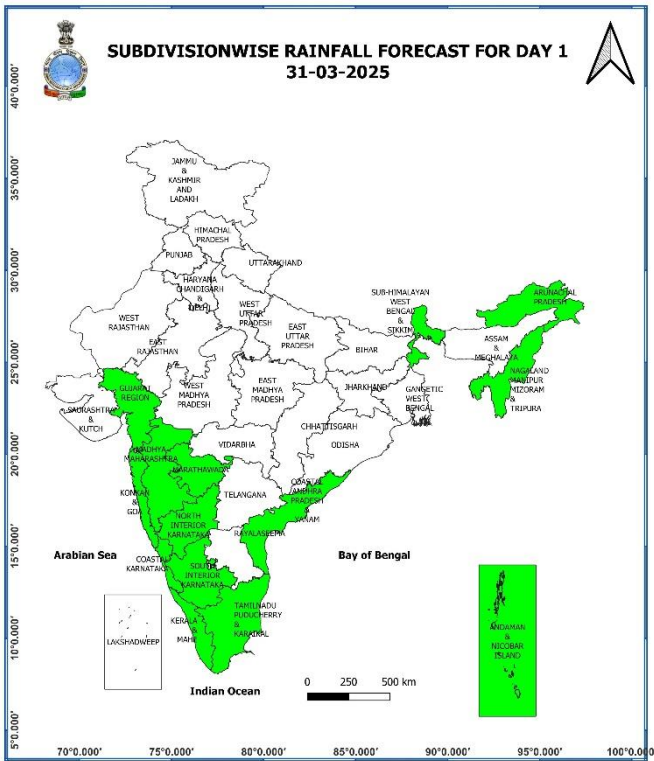 SUBDIVISIONWISE RAINFALL FORECAST FOR DAY 1
31-03-2025
40°0.000'
35°0.000'
30°0.000'
25°0.000'
20°0.000'
15°0.000'
10°0.000'
5°0.000'
JAMMU
&
KASHMIR
AND
LADAKH
HIMACHAL
PRADESH
PUNJAB
UTTARAKHAND
HARYANA
CHANDIGARH
&
DELHI
WEST
RAJASTHAN
EAST
RAJASTHAN
WEST
UTTAR
PRADESH
EAST
UTTAR
PRADESH
SUB-HIMALAYAN
WEST
BENGAL
&
SIKKIM
ARUNACHAL
PRADESH
ASSAM
&
MEGHALAYA
NAGALAND
MANIPUR
MIZORAM
&
TRIPURA
BIHAR
JHARKHAND
GANGETIC
WEST
BENGAL
GUJARAT
REGION
SAURASHTRA
&
KUTCH
WEST
MADHYA
PRADESH
EAST
MADHYA
PRADESH
CHHATTISGARH
ODISHA
VIDARBHA
MADHYA
MAHARASHTRA
MARATHAWADA
KONKAN
&
GOA
TELANGANA
COASTAL
ANDHRA
PRADESH
&
YANAM
NORTH
INTERIOR
KARNATAKA
RAYALASEEMA
Arabian Sea
Bay of Bengal
COASTAL
KARNATAKA
SOUTH
INTERIOR
KARNATAKA
TAMILNADU
PUDUCHERRY
&
KARAIKAL
KERALA
&
MAHE
LAKSHADWEEP
ANDAMAN
&
NICOBAR
ISLAND
Indian Ocean
0 250 500 km
70°0.000' 75°0.000' 80°0.000' 85°0.000' 90°0.000' 95°0.000' 100°0.000'